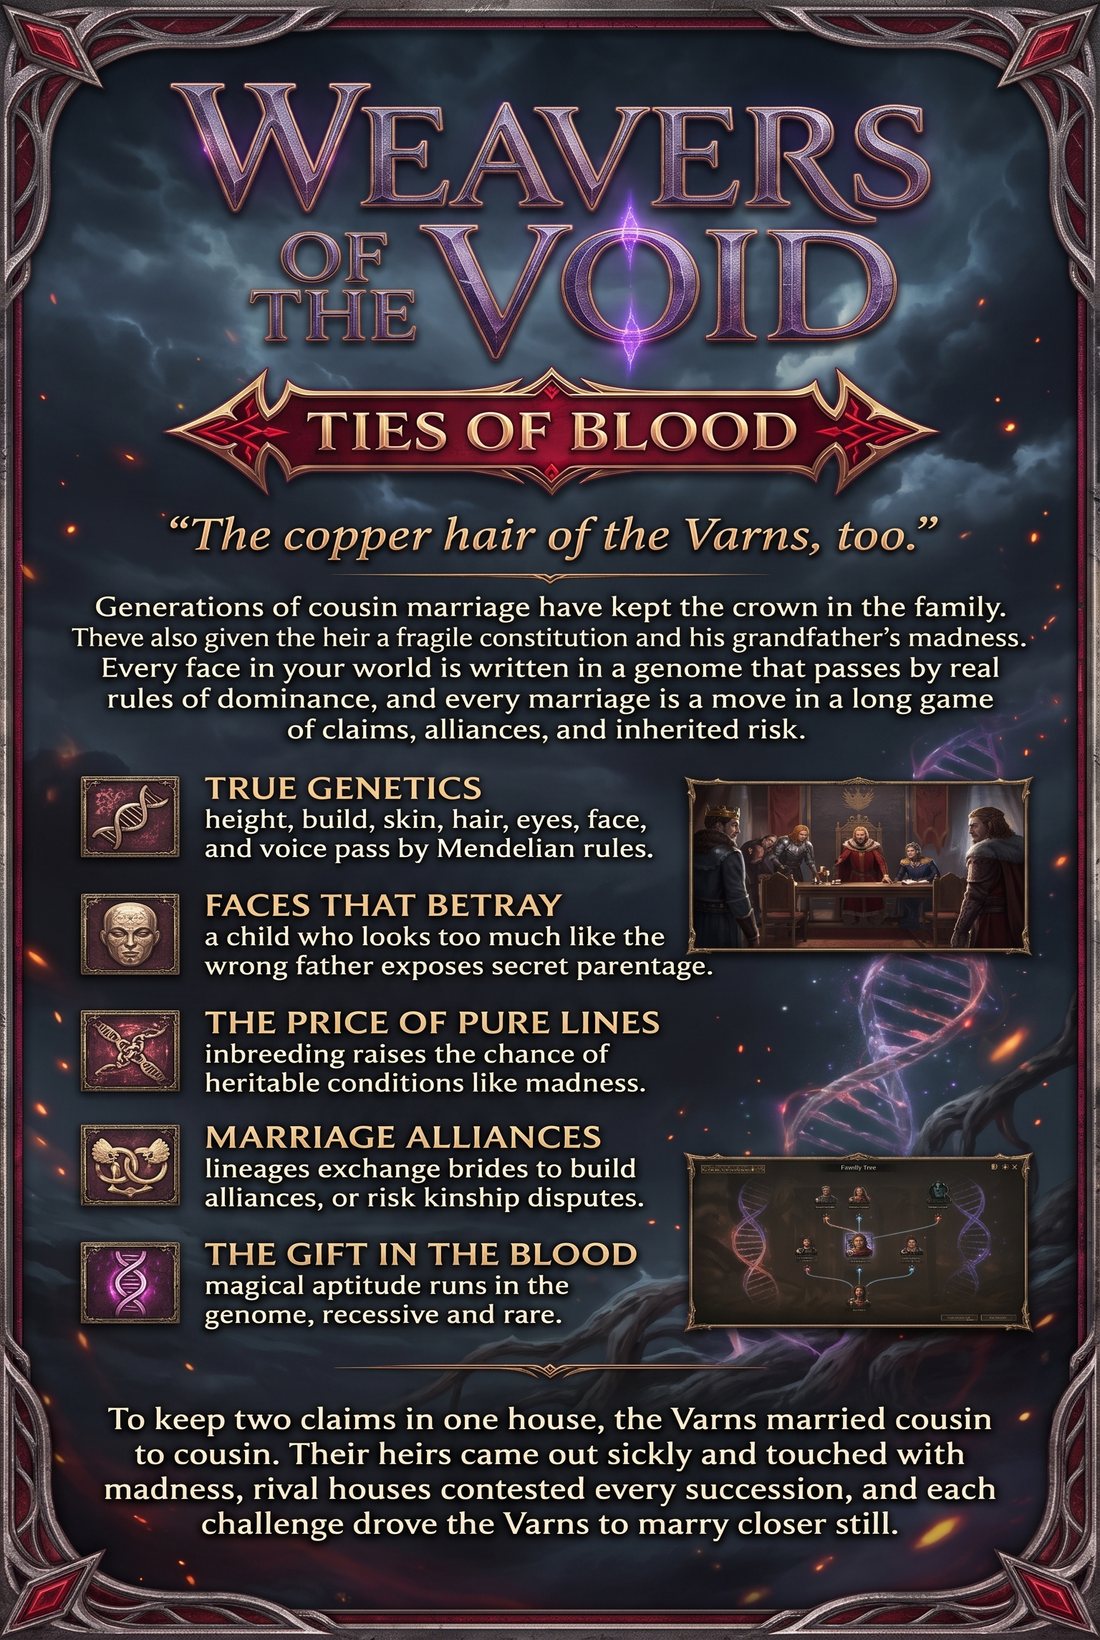 WEAVERS
OF THE VOID
TIES OF BLOOD
“The copper hair of the Varns, too.”
Generations of cousin marriage have kept the crown in the family.
Theve also given the heir a fragile constitution and his grandfather’s madness.
Every face in your world is written in a genome that passes by real
rules of dominance, and every marriage is a move in a long game
of claims, alliances, and inherited risk.
TRUE GENETICS
height, build, skin, hair, eyes, face,
and voice pass by Mendelian rules.
FACES THAT BETRAY
a child who looks too much like the
wrong father exposes secret parentage.
THE PRICE OF PURE LINES
inbreeding raises the chance of
heritable conditions like madness.
MARRIAGE ALLIANCES
lineages exchange brides to build
alliances, or risk kinship disputes.
THE GIFT IN THE BLOOD
magical aptitude runs in the
genome, recessive and rare.
Tree
To keep two claims in one house, the Varns married cousin
to cousin. Their heirs came out sickly and touched with
madness, rival houses contested every succession, and each
challenge drove the Varns to marry closer still.